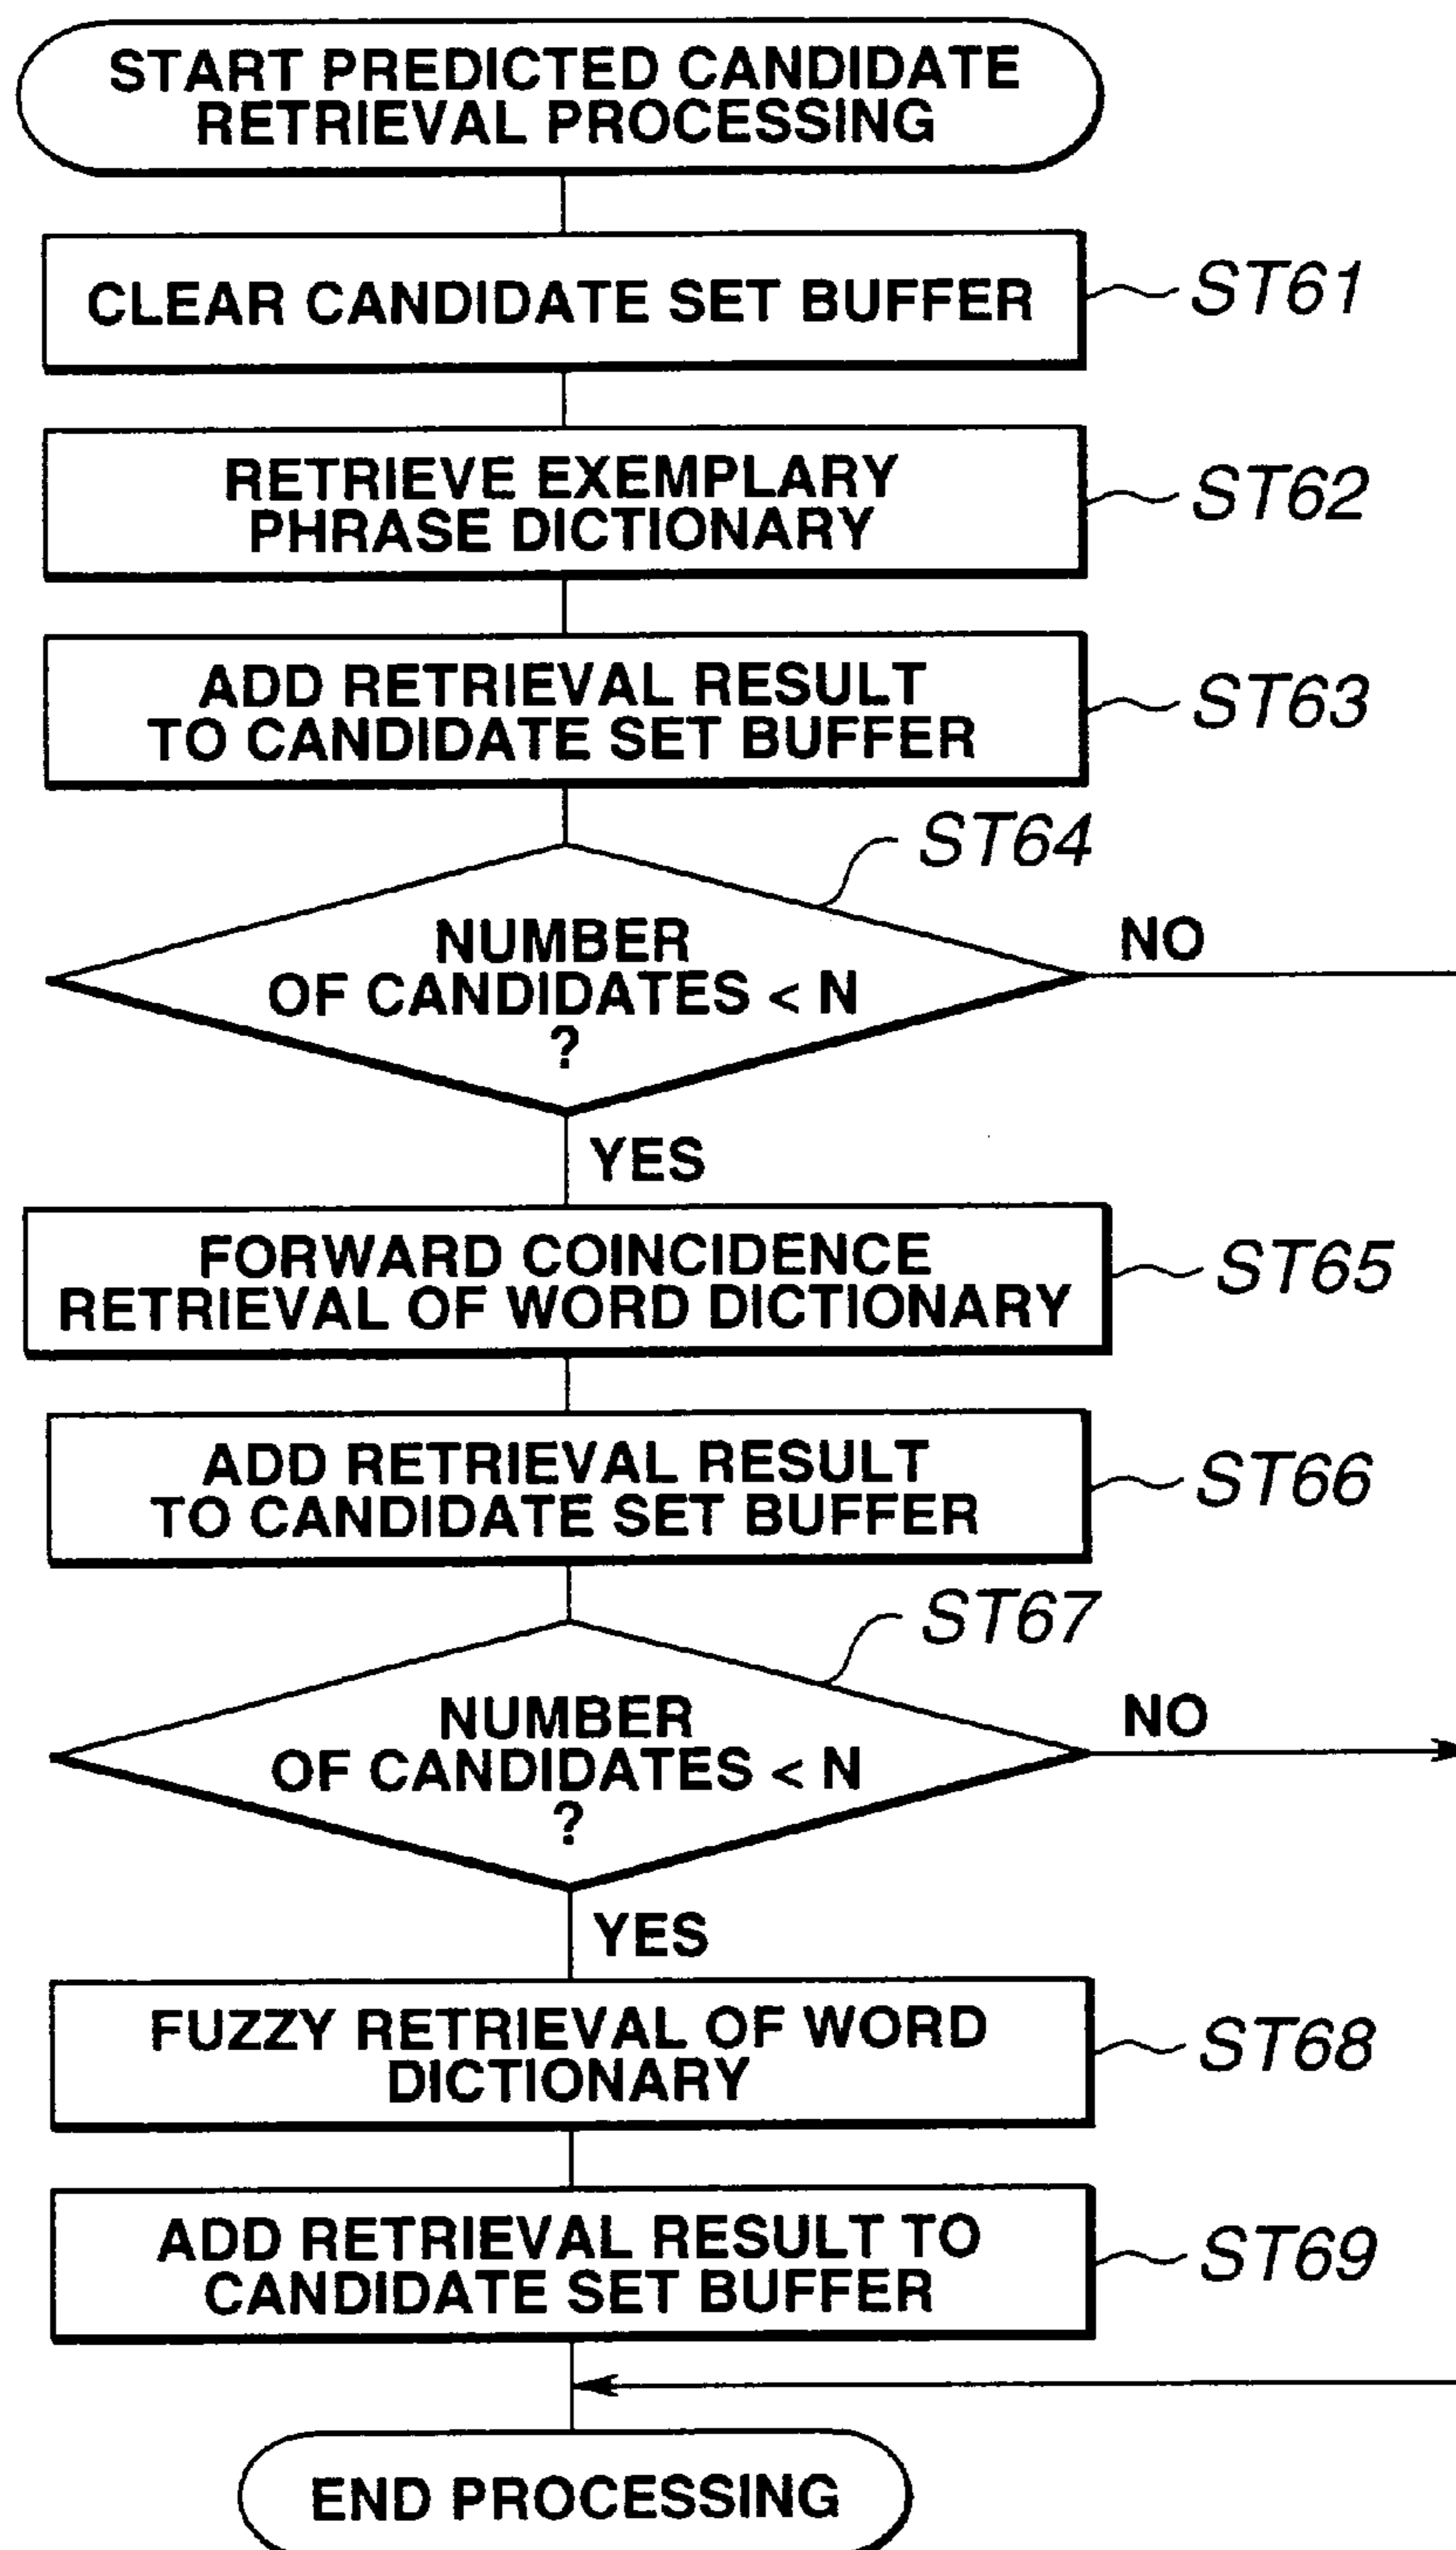 START PREDICTED CANDIDATE
RETRIEVAL PROCESSING
CLEAR CANDIDATE SET BUFFER
ST61
RETRIEVE EXEMPLARY
PHRASE DICTIONARY
ST62
ADD RETRIEVAL RESULT
TO CANDIDATE SET BUFFER
ST63
ST64
NUMBER
OF CANDIDATES < N
?
NO
YES
FORWARD COINCIDENCE
RETRIEVAL OF WORD DICTIONARY
ST65
ADD RETRIEVAL RESULT
TO CANDIDATE SET BUFFER
ST66
ST67
NUMBER
OF CANDIDATES < N
?
NO
YES
FUZZY RETRIEVAL OF WORD
DICTIONARY
ST68
ADD RETRIEVAL RESULT TO
CANDIDATE SET BUFFER
ST69
END PROCESSING